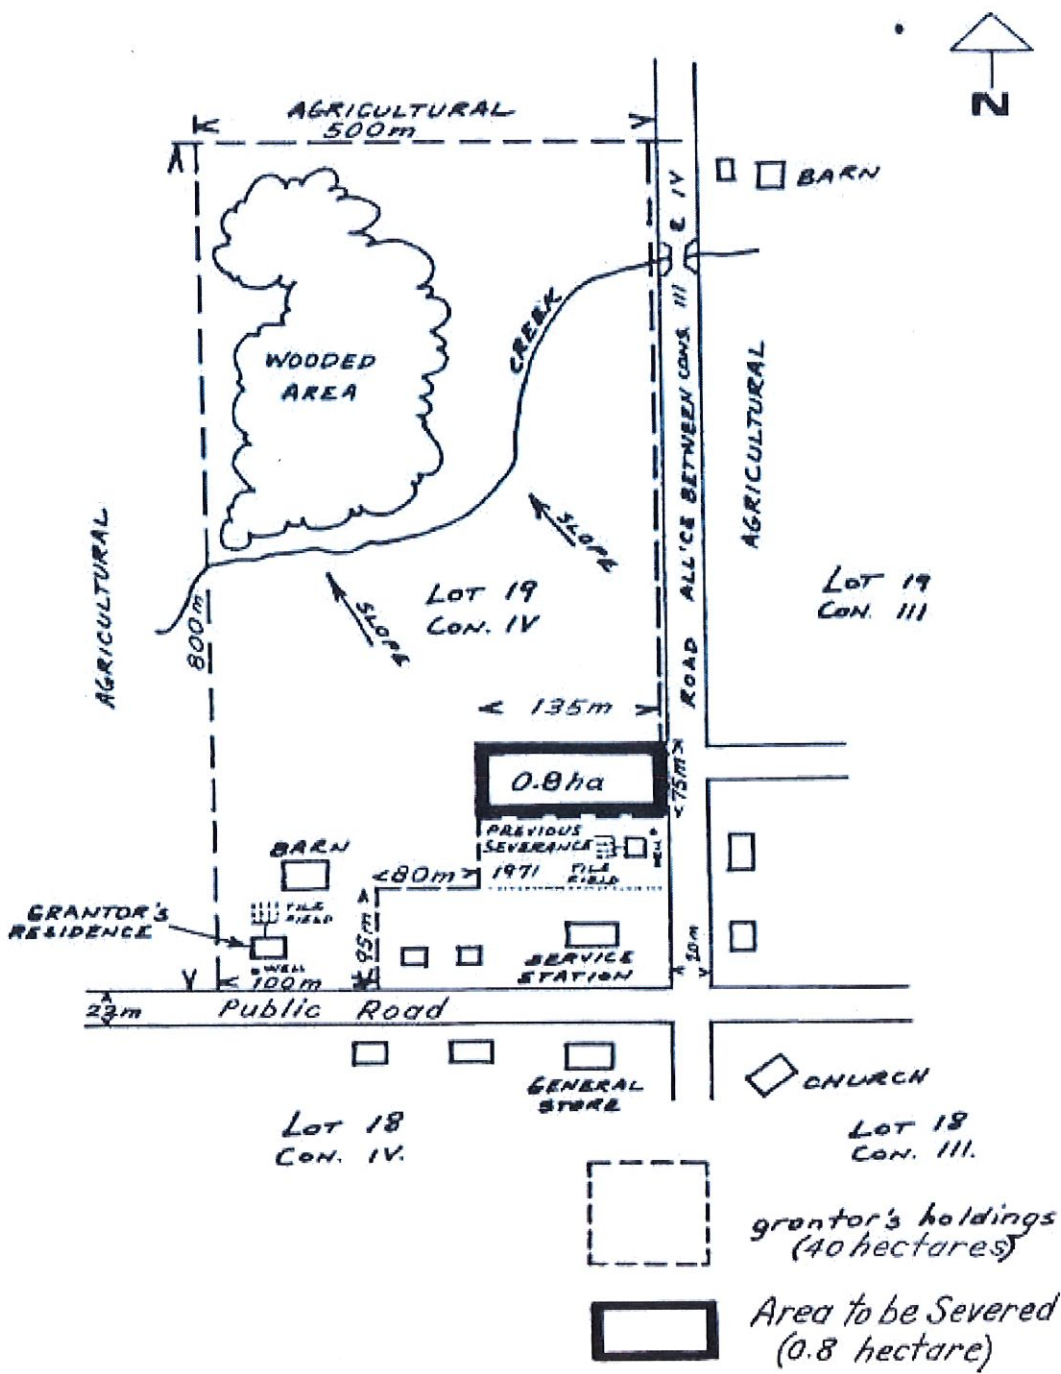 N
AGRICULTURAL
500m
BARN
ROAD ALL'CE BETWEEN CONS. III & IV
CREEK
WOODED
AREA
AGRICULTURAL
AGRICULTURAL
SLOPE
SLOPE
800m
LOT 19
CON. IV
LOT 19
CON. III
135m
0.8ha
75m
PREVIOUS
SEVERANCE
1971
TILE
FIELD
WELL
BARN
80m
GRANTOR'S
RESIDENCE
TILE
FIELD
WELL
95m
100m
SERVICE
STATION
20m
Public Road
GENERAL
STORE
CHURCH
LOT 18
CON. IV.
LOT 18
CON. III.
grantor's holdings
(40 hectares)
Area to be Severed
(0.8 hectare)